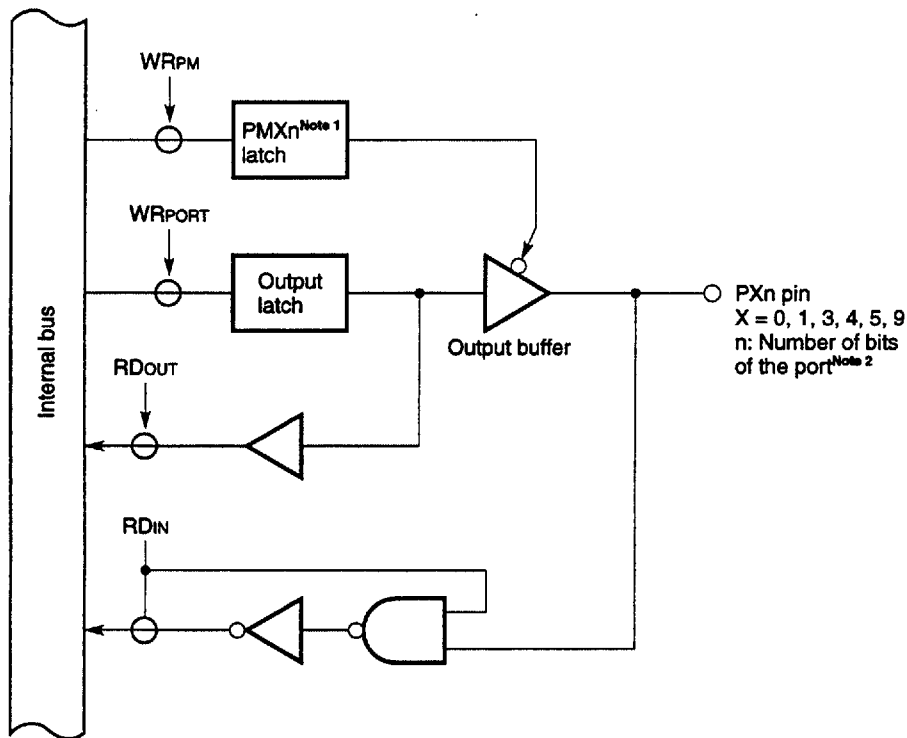 WRPM
PMXn Note 1
latch
WRPORT
Output
latch
Output buffer
PXn pin
X = 0, 1, 3, 4, 5, 9
n: Number of bits
of the port Note 2
Internal bus
RDOUT
RDIN